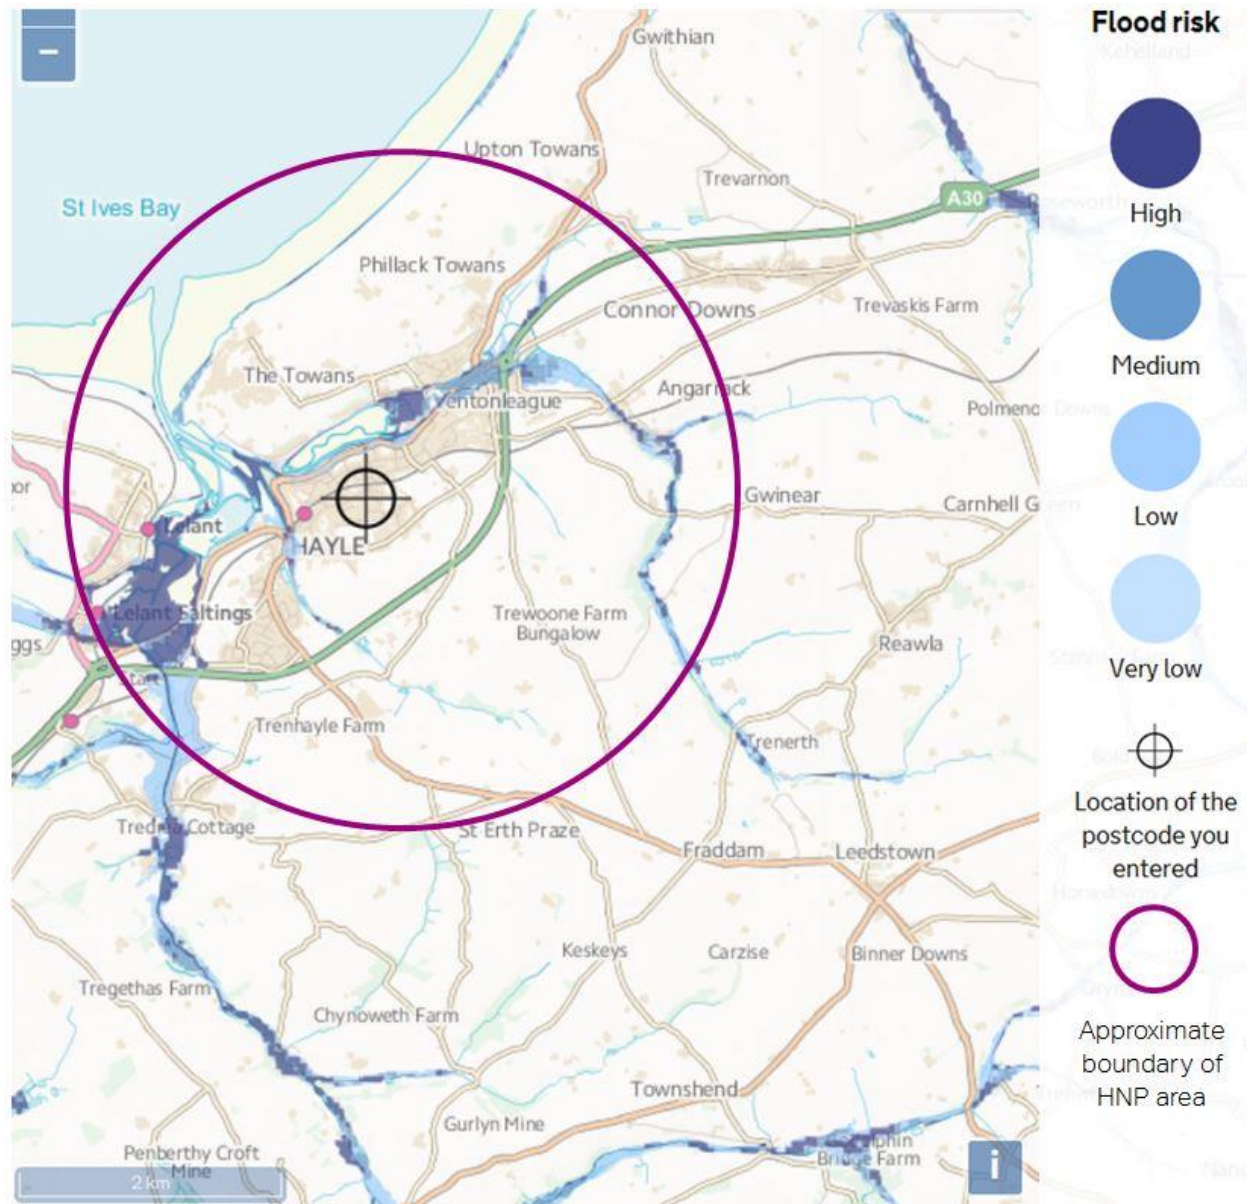 Flood risk
High
Medium
Low
Very low
Location of the
postcode you
entered
Approximate
boundary of
HNP area
−
Gwithian
Upton Towans
Trevarnon
A30
St Ives Bay
Phillack Towans
Connor Downs
Trevaskis Farm
The Towans
Ventonleague
Angarrack
Gwinear
Carnhell Green
Lelant
HAYLE
Lelant Saltings
Trewoone Farm
Bungalow
Reawla
Trenhayle Farm
Trenerth
St Erth Praze
Fraddam
Leedstown
Keskeys
Carzise
Binner Downs
Tregethas Farm
Chynoweth Farm
Townshend
Gurlyn Mine
Penberthy Croft
Mine
Bridge Farm
2 km
i